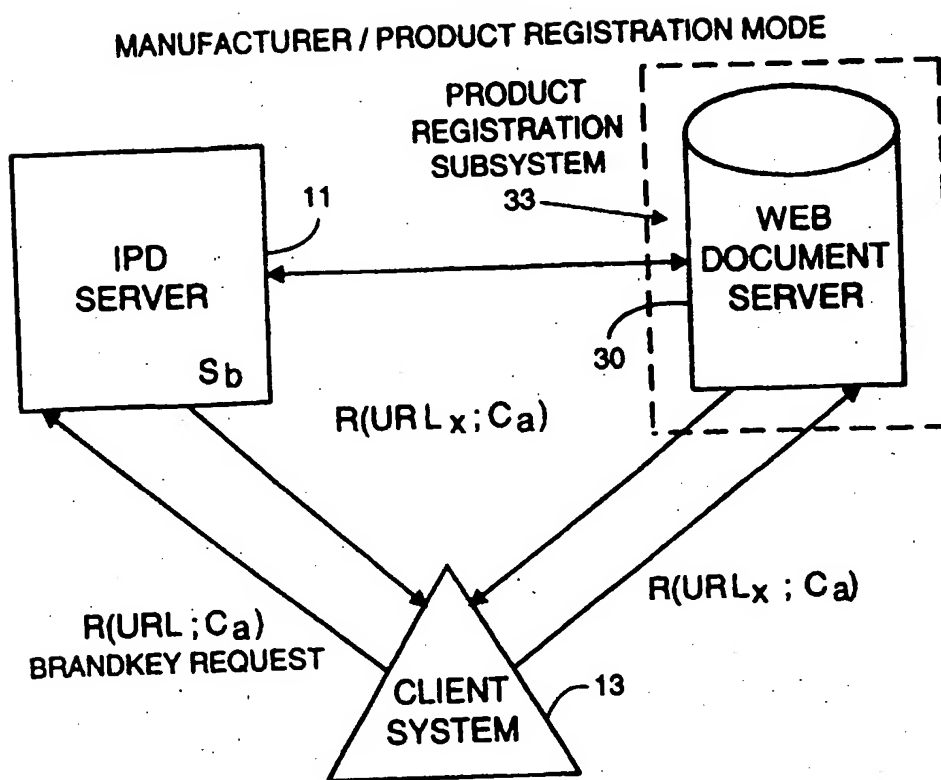 MANUFACTURER / PRODUCT REGISTRATION MODE
PRODUCT
REGISTRATION
SUBSYSTEM
33
11
IPD
SERVER
Sb
WEB
DOCUMENT
SERVER
30
R(URLx ; Ca)
R(URLx ; Ca)
R(URL ; Ca)
BRANDKEY REQUEST
CLIENT
SYSTEM
13